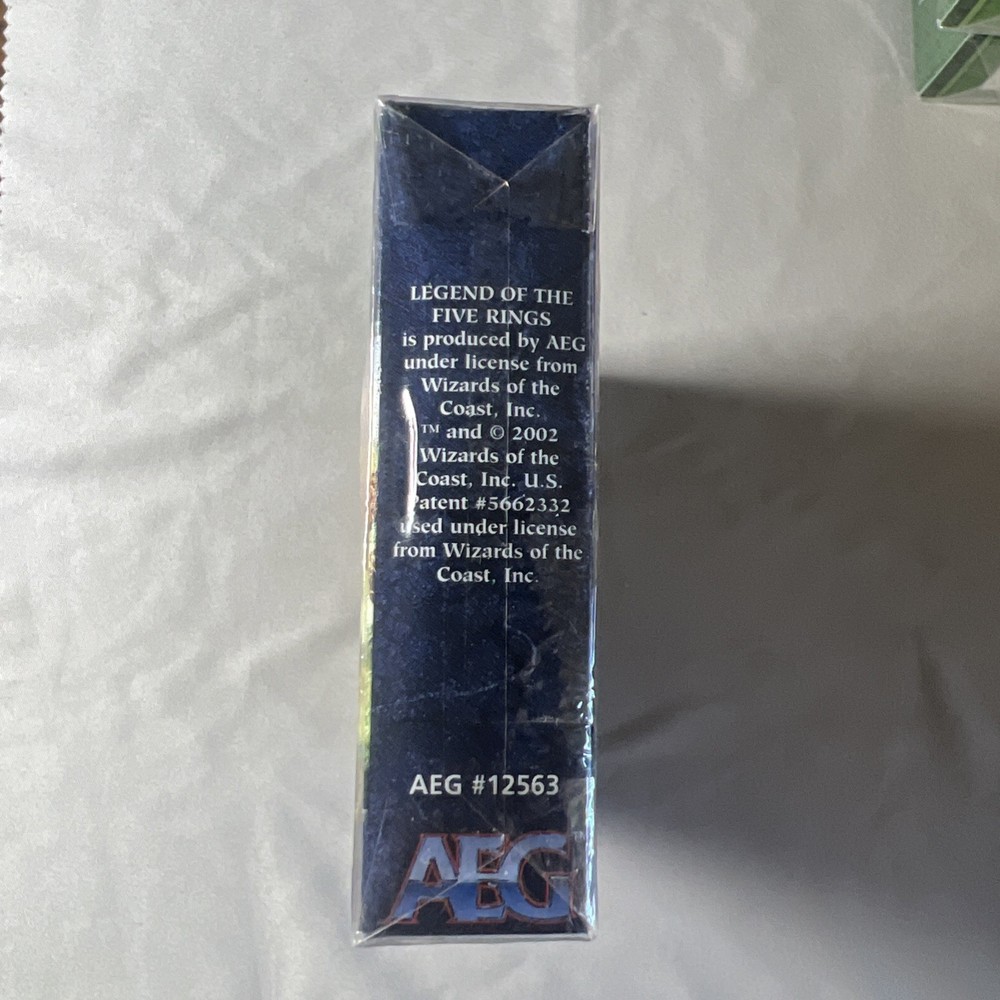 LEGEND OF THE
FIVE RINGS
is produced by AEG
under license from
Wizards of the
Coast, Inc.
™ and © 2002
Wizards of the
Coast, Inc. U.S.
Patent #5662332
used under license
from Wizards of the
Coast, Inc.
AEG #12563
AEG